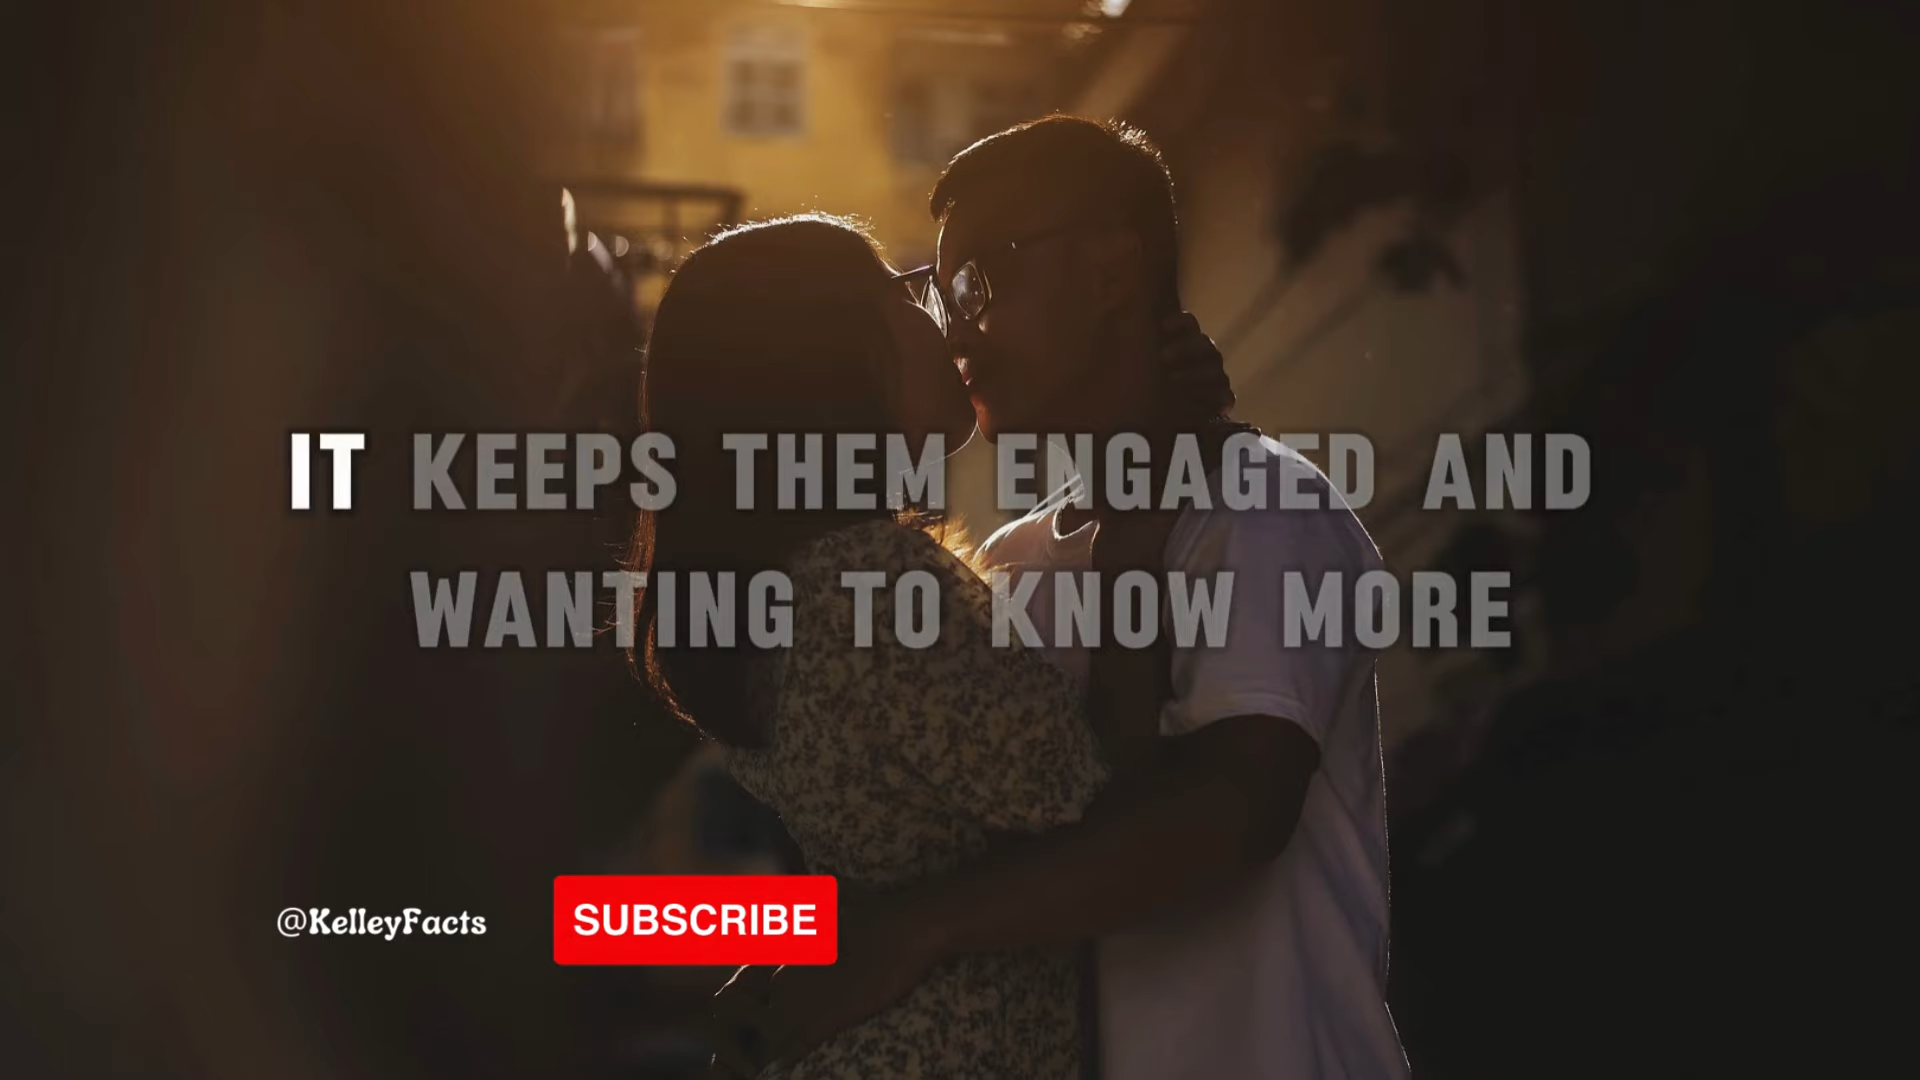 IT KEEPS THEM ENGAGED AND
WANTING TO KNOW MORE
@KelleyFacts
SUBSCRIBE